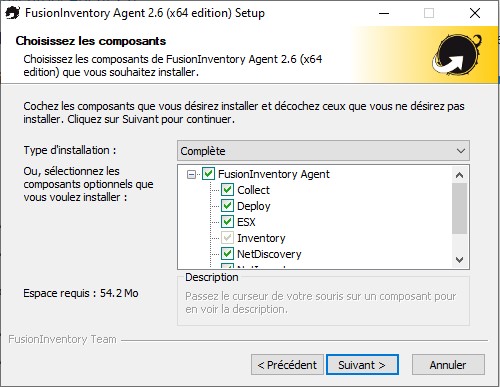 FusionInventory Agent 2.6 (x64 edition) Setup
Choisissez les composants
Choisissez les composants de FusionInventory Agent 2.6 (x64
edition) que vous souhaitez installer.
Cochez les composants que vous désirez installer et décochez ceux que vous ne désirez pas
installer. Cliquez sur Suivant pour continuer.
Type d'installation :
Complète
Ou, sélectionnez les
composants optionnels que
vous voulez installer :
FusionInventory Agent
Collect
Deploy
ESX
Inventory
NetDiscovery
Espace requis : 54.2 Mo
Description
Passez le curseur de votre souris sur un composant pour
en voir la description.
FusionInventory Team
< Précédent
Suivant >
Annuler